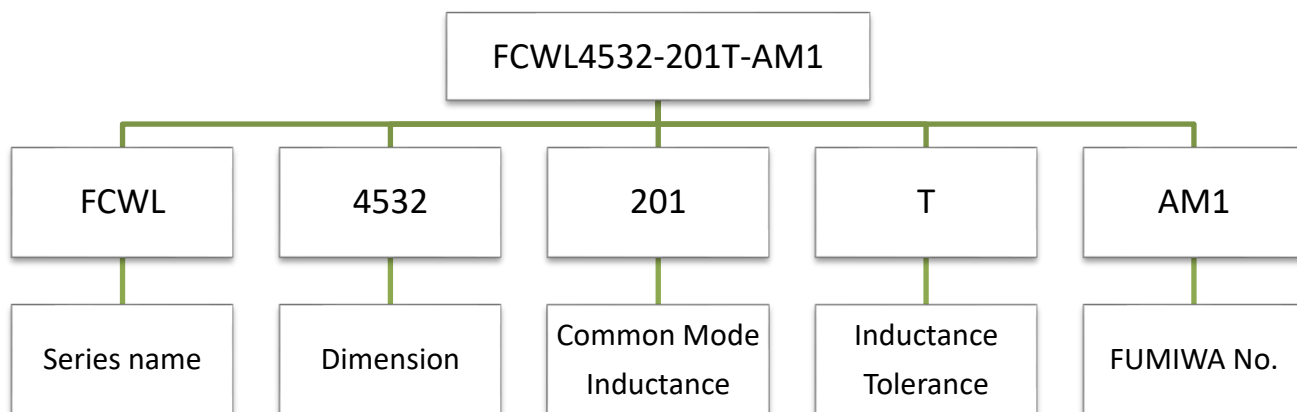 FCWL4532-201T-AM1
FCWL
4532
201
T
AM1
Series name
Dimension
Common Mode
Inductance
Inductance
Tolerance
FUMIWA No.